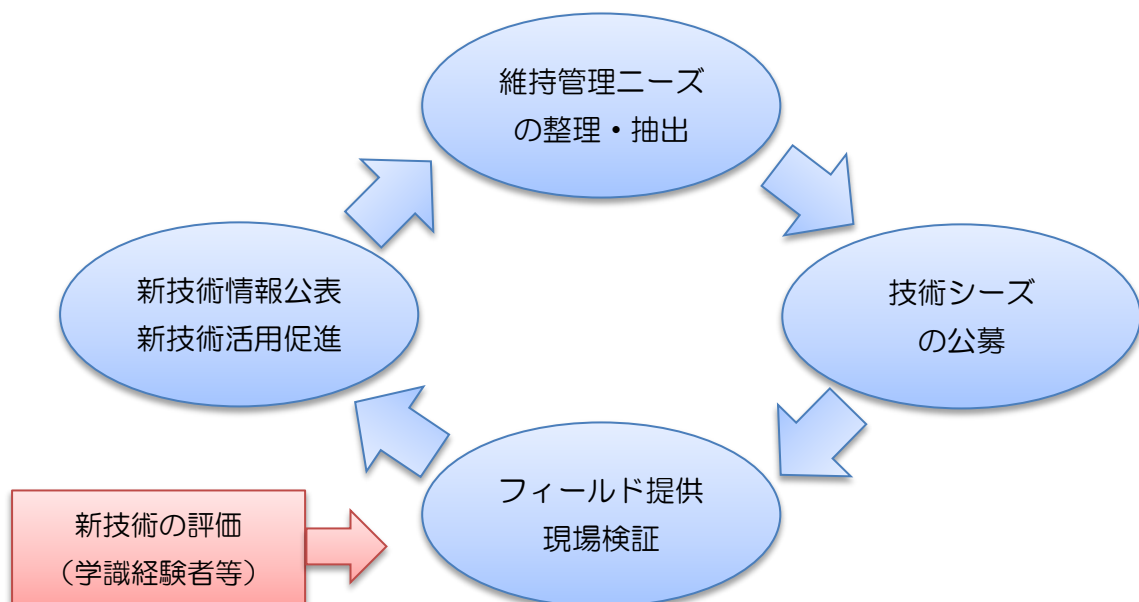 維持管理ニーズ
の整理・抽出
新技術情報公表
新技術活用促進
技術シーズ
の公募
フィールド提供
現場検証
新技術の評価
（学識経験者等）